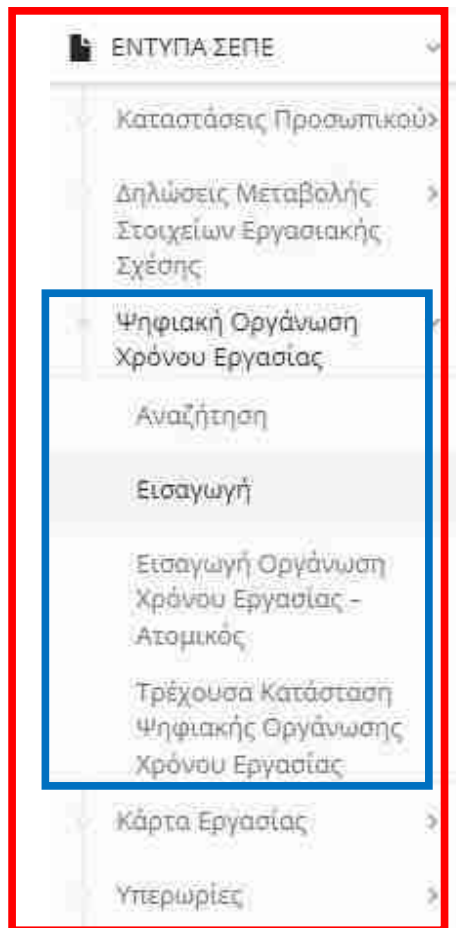 ΕΝΤΥΠΑ ΣΕΠΕ
Καταστάσεις Προσωπικού
Δηλώσεις Μεταβολής
Στοιχείων Εργασιακής
Σχέσης
Ψηφιακή Οργάνωση
Χρόνου Εργασίας
Αναζήτηση
Εισαγωγή
Εισαγωγή Οργάνωση
Χρόνου Εργασίας –
Ατομικός
Τρέχουσα Κατάσταση
Ψηφιακής Οργάνωσης
Χρόνου Εργασίας
Κάρτα Εργασίας
Υπερωρίες